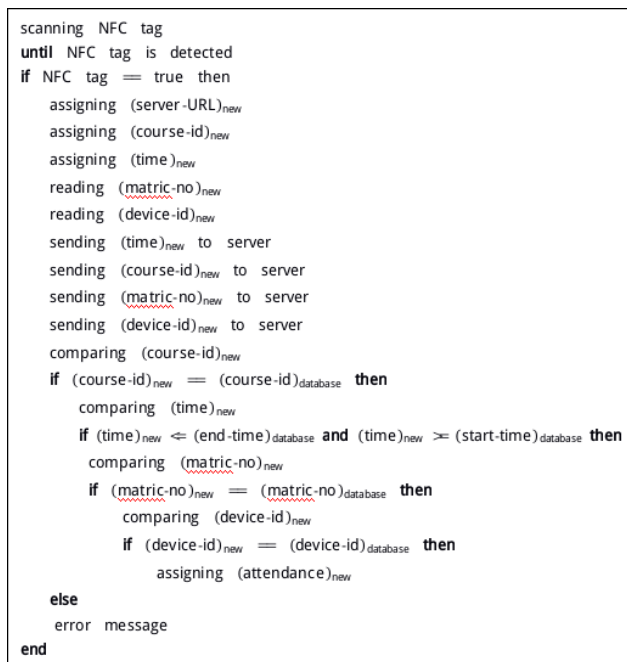 scanning NFC tag
until NFC tag is detected
if NFC tag == true then
assigning (server-URL)new
assigning (course-id)new
assigning (time)new
reading (matric-no)new
reading (device-id)new
sending (time)new to server
sending (course-id)new to server
sending (matric-no)new to server
sending (device-id)new to server
comparing (course-id)new
if (course-id)new == (course-id)database then
comparing (time)new
if (time)new <= (end-time)database and (time)new >= (start-time)database then
comparing (matric-no)new
if (matric-no)new == (matric-no)database then
comparing (device-id)new
if (device-id)new == (device-id)database then
assigning (attendance)new
else
error message
end